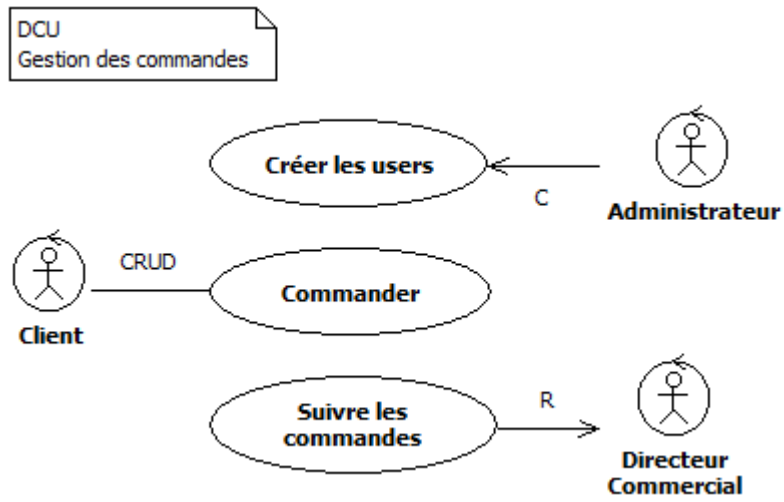 DCU
Gestion des commandes
Créer les users
C
Administrateur
CRUD
Client
Commander
Suivre les
commandes
R
Directeur
Commercial